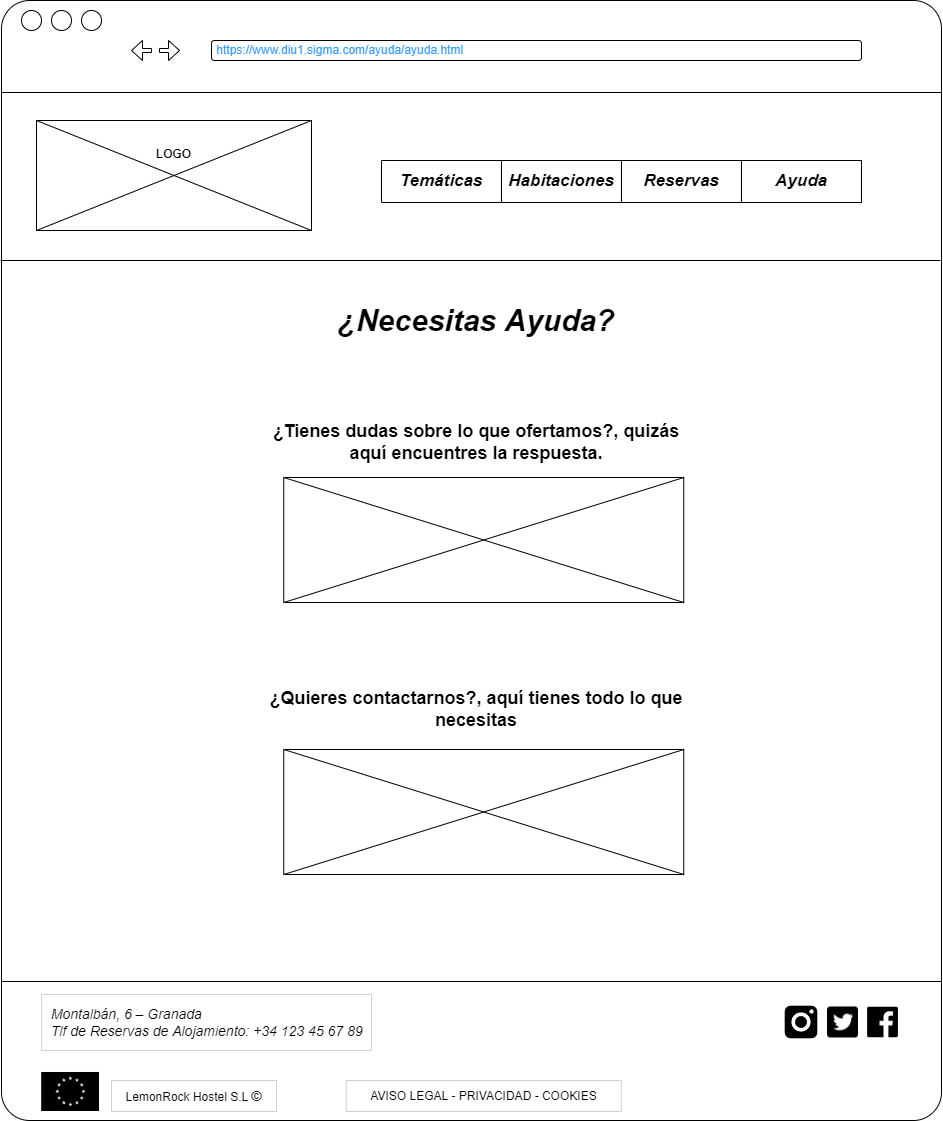 https://www.diu1.sigma.com/ayuda/ayuda.html
LOGO
Temáticas
Habitaciones
Reservas
Ayuda
¿Necesitas Ayuda?
¿Tienes dudas sobre lo que ofertamos?, quizás
aquí encuentres la respuesta.
¿Quieres contactarnos?, aquí tienes todo lo que
necesitas
Montalbán, 6 – Granada
Tlf de Reservas de Alojamiento: +34 123 45 67 89
LemonRock Hostel S.L ©
AVISO LEGAL - PRIVACIDAD - COOKIES